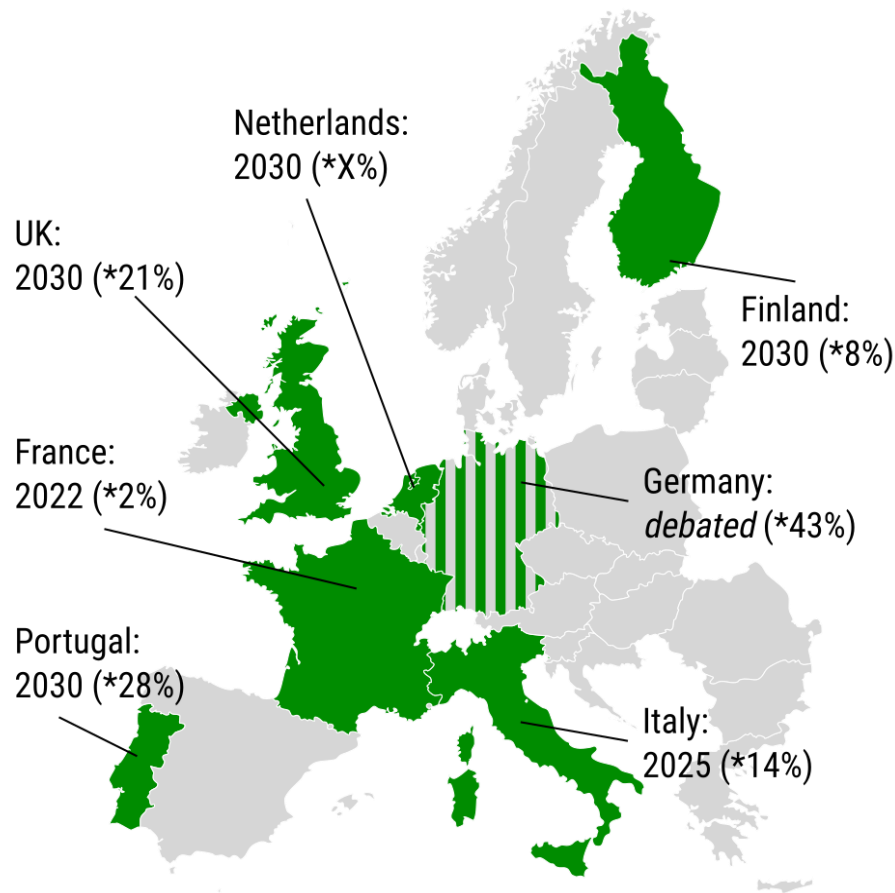 Netherlands:
2030 (*X%)
UK:
2030 (*21%)
Finland:
2030 (*8%)
France:
2022 (*2%)
Germany:
debated (*43%)
Portugal:
2030 (*28%)
Italy:
2025 (*14%)